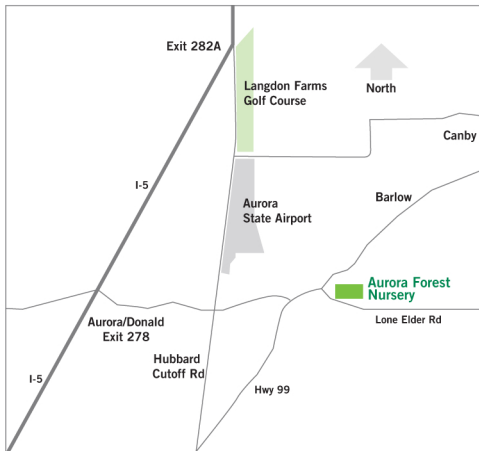 Exit 282A
Langdon Farms
Golf Course
North
Canby
I-5
Barlow
Aurora
State Airport
Aurora Forest
Nursery
Aurora/Donald
Exit 278
Lone Elder Rd
Hubbard
Cutoff Rd
I-5
Hwy 99